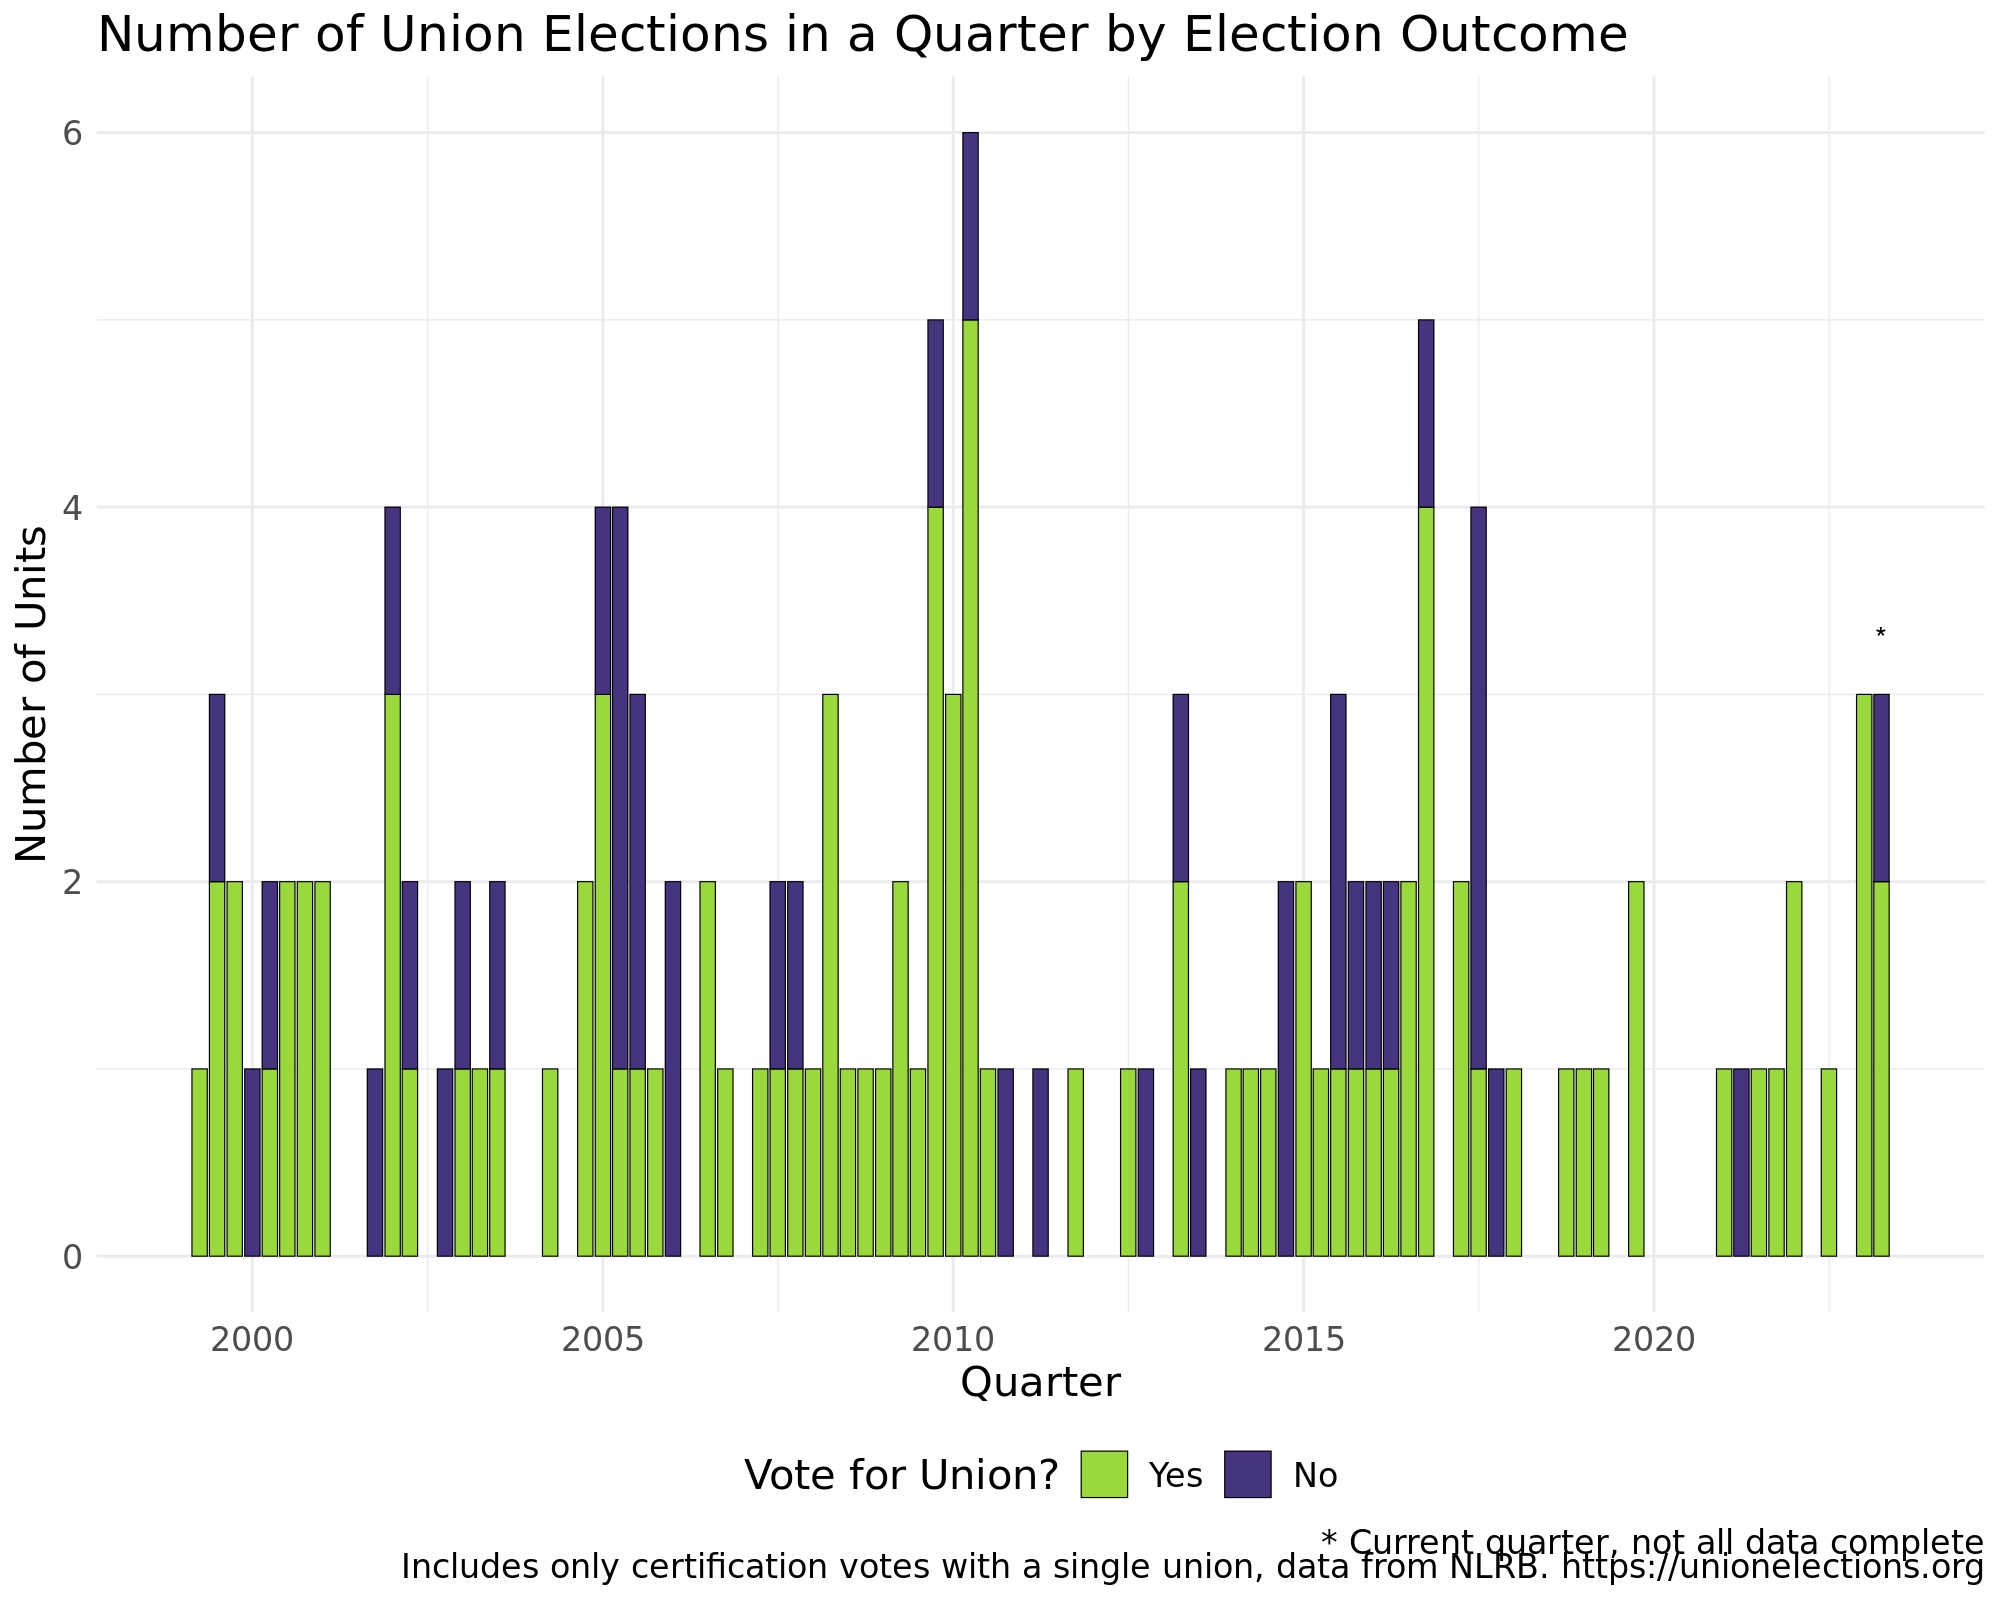 Number of Union Elections in a Quarter by Election Outcome
Number of Units
6
4
2
0
*
2000 2005 2010 2015 2020
Quarter
Vote for Union? Yes No
* Current quarter, not all data complete
Includes only certification votes with a single union, data from NLRB. https://unionelections.org